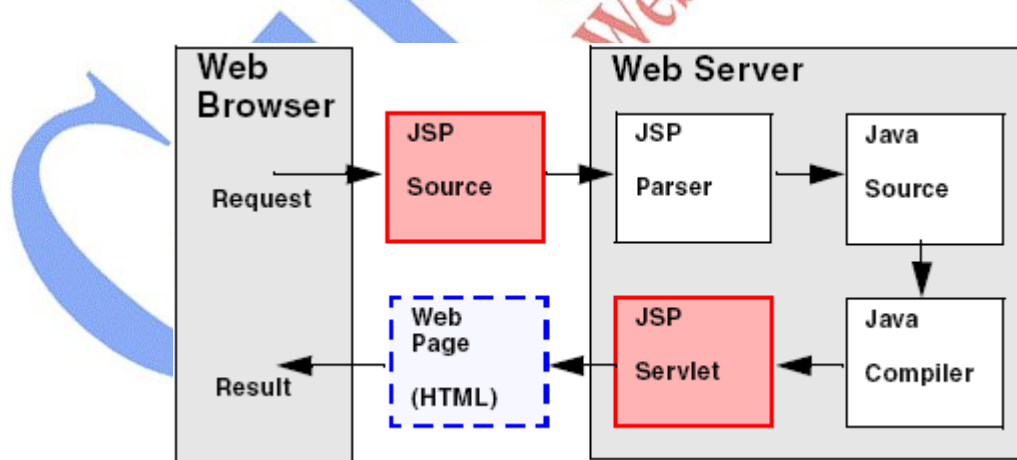 Web
Browser
Web Server
JSP
Source
JSP
Parser
Java
Source
Request
Web
Page
(HTML)
JSP
Servlet
Java
Compiler
Result